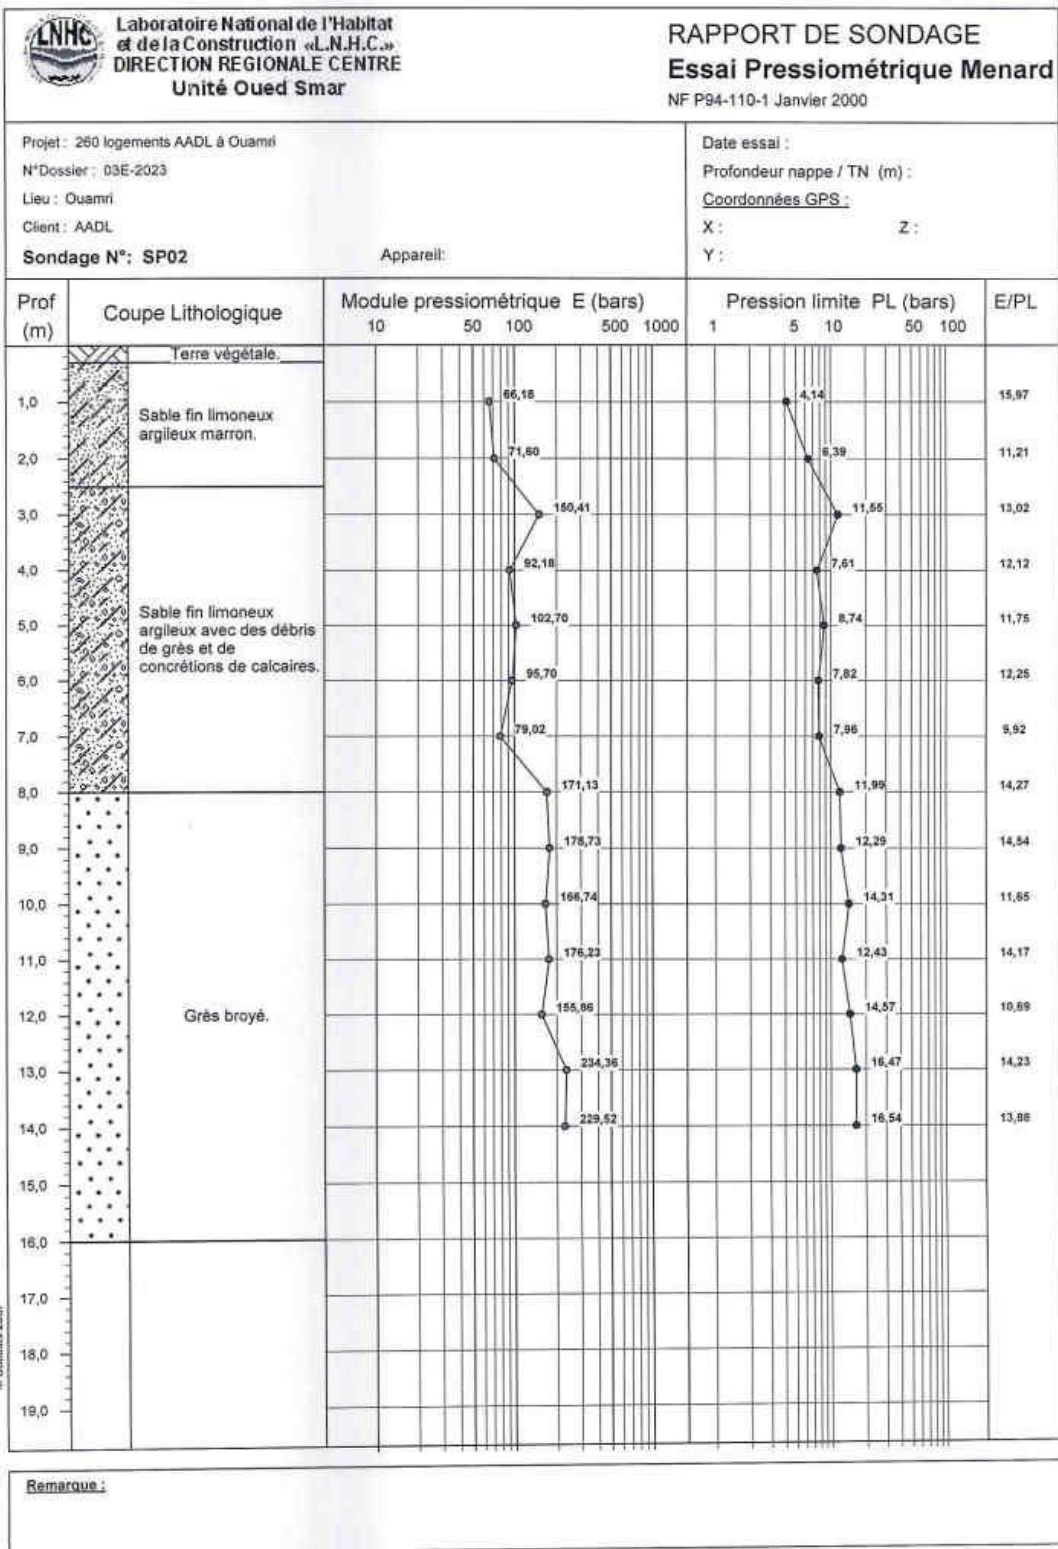 LNHC
Laboratoire National de l'Habitat
et de la Construction «L.N.H.C.»
DIRECTION REGIONALE CENTRE
Unité Oued Smar
RAPPORT DE SONDAGE
Essai Pressiométrique Menard
NF P94-110-1 Janvier 2000
Projet : 260 logements AADL à Ouamri
N°Dossier : 03E-2023
Lieu : Ouamri
Client : AADL
Sondage N°: SP02
Appareil:
Date essai :
Profondeur nappe / TN (m) :
Coordonnées GPS :
X : Z :
Y :
Prof (m)
Coupe Lithologique
Module pressiométrique E (bars)
10 50 100 500 1000
Pression limite PL (bars)
1 5 10 50 100
E/PL
Terre végétale.
1,0 66,18 4,14 15,97
Sable fin limoneux
argileux marron.
2,0 71,60 6,39 11,21
3,0 150,41 11,55 13,02
4,0 92,18 7,61 12,12
Sable fin limoneux
argileux avec des débris
de grès et de
concrétions de calcaires.
5,0 102,70 8,74 11,75
6,0 95,70 7,82 12,25
7,0 79,02 7,96 9,92
8,0 171,13 11,99 14,27
9,0 178,73 12,29 14,54
10,0 166,74 14,31 11,65
11,0 176,23 12,43 14,17
Grès broyé.
12,0 155,86 14,57 10,69
13,0 234,36 16,47 14,23
14,0 229,52 16,54 13,88
15,0
16,0
17,0
18,0
19,0
Remarque :